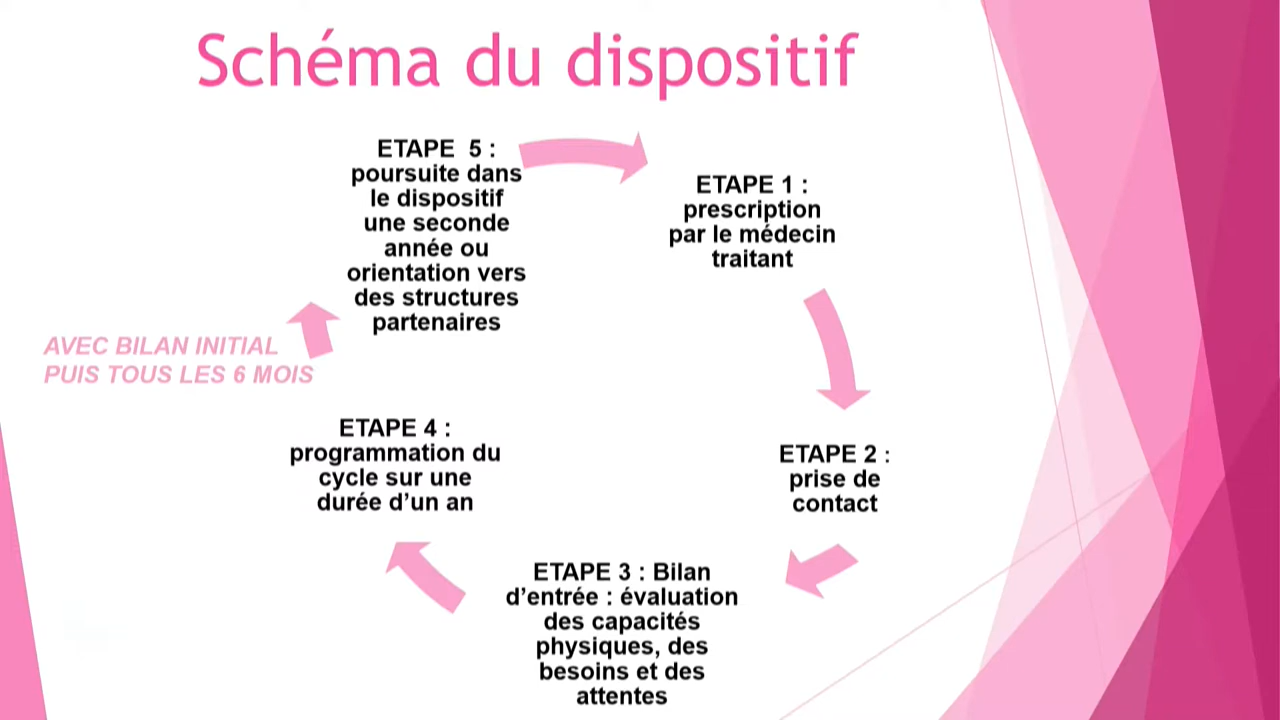 Schéma du dispositif
ETAPE 1 :
prescription
par le médecin
traitant
ETAPE 2 :
prise de
contact
ETAPE 3 : Bilan
d’entrée : évaluation
des capacités
physiques, des
besoins et des
attentes
ETAPE 4 :
programmation du
cycle sur une
durée d’un an
AVEC BILAN INITIAL
PUIS TOUS LES 6 MOIS
ETAPE 5 :
poursuite dans
le dispositif
une seconde
année ou
orientation vers
des structures
partenaires